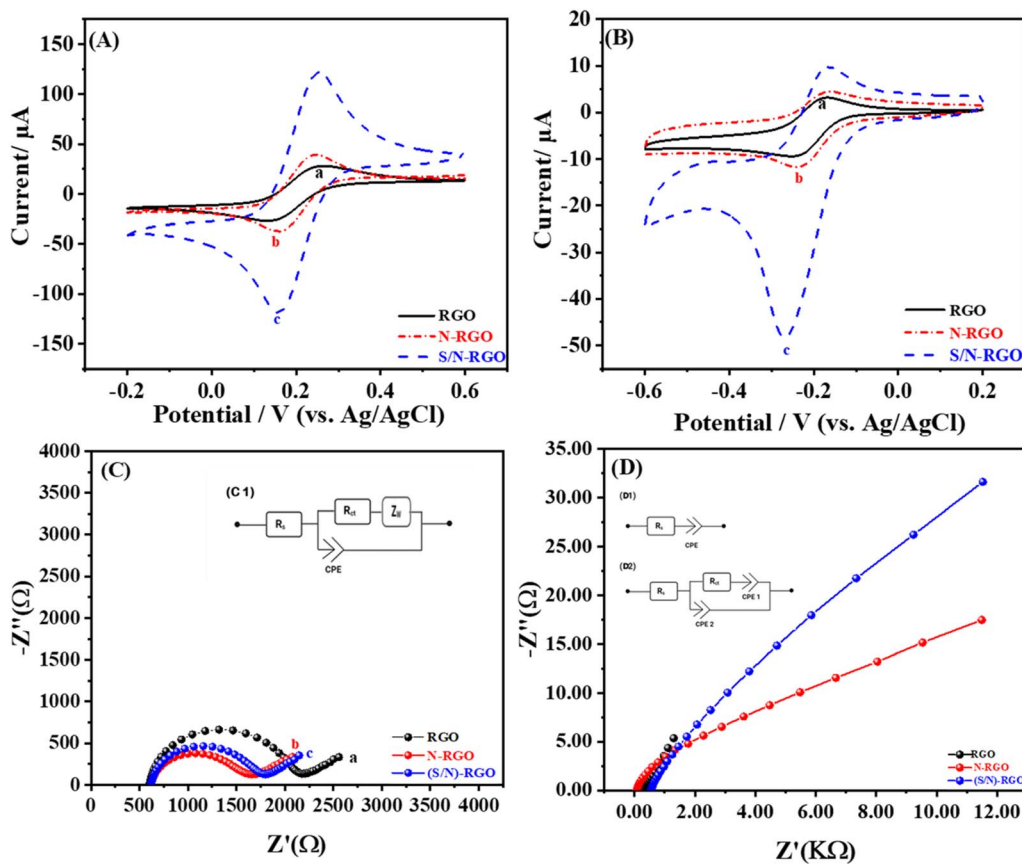 (A)
Current/ μA
100
50
0
-50
-100
-150
a
b
c
RGO
N-RGO
S/N-RGO
-0.2
0.0
0.2
0.4
0.6
Potential / V (vs. Ag/AgCl)
(B)
Current/ μA
20
10
0
-10
-20
-30
-40
-50
a
b
c
RGO
N-RGO
S/N-RGO
-0.6
-0.4
-0.2
0.0
0.2
Potential / V (vs. Ag/AgCl)
(C)
-Z''(Ω)
4000
3500
3000
2500
2000
1500
1000
500
0
(C 1)
Rs
Rct
Zw
CPE
b
c
a
RGO
N-RGO
(S/N)-RGO
0
500
1000
1500
2000
2500
3000
3500
4000
Z'(Ω)
(D)
-Z''(Ω)
35.00
30.00
25.00
20.00
15.00
10.00
5.00
0.00
(D1)
Rs
CPE
(D2)
Rs
Rct
CPE 1
CPE 2
RGO
N-RGO
(S/N)-RGO
0.00
2.00
4.00
6.00
8.00
10.00
12.00
Z'(KΩ)